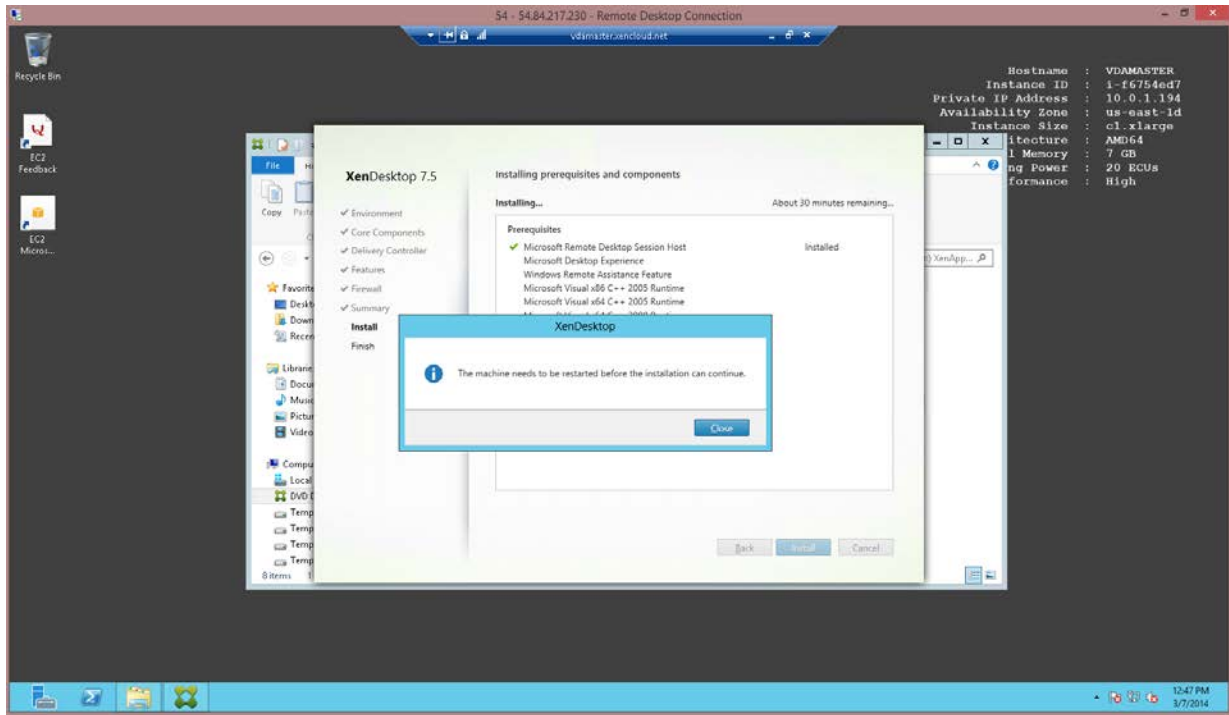 54 - 54.84.217.230 - Remote Desktop Connection
vdamaster.xencloud.net
Recycle Bin
EC2
Feedback
EC2
Micros...
Hostname : VDAMASTER
Instance ID : i-f6754ed7
Private IP Address : 10.0.1.194
Availability Zone : us-east-1d
Instance Size : c1.xlarge
itecture : AMD64
l Memory : 7 GB
ng Power : 20 ECUs
formance : High
File
Copy
) XenApp...
Favorite
Deskt
Down
Recen
Librarie
Docu
Music
Pictur
Video
Compu
Local
DVD D
Temp
Temp
Temp
Temp
8 items
XenDesktop 7.5
Environment
Core Components
Delivery Controller
Features
Firewall
Summary
Install
Finish
Installing prerequisites and components
Installing...
About 30 minutes remaining...
Prerequisites
Microsoft Remote Desktop Session Host Installed
Microsoft Desktop Experience
Windows Remote Assistance Feature
Microsoft Visual x86 C++ 2005 Runtime
Microsoft Visual x64 C++ 2005 Runtime
XenDesktop
The machine needs to be restarted before the installation can continue.
Close
Back Install Cancel
12:47 PM
3/7/2014